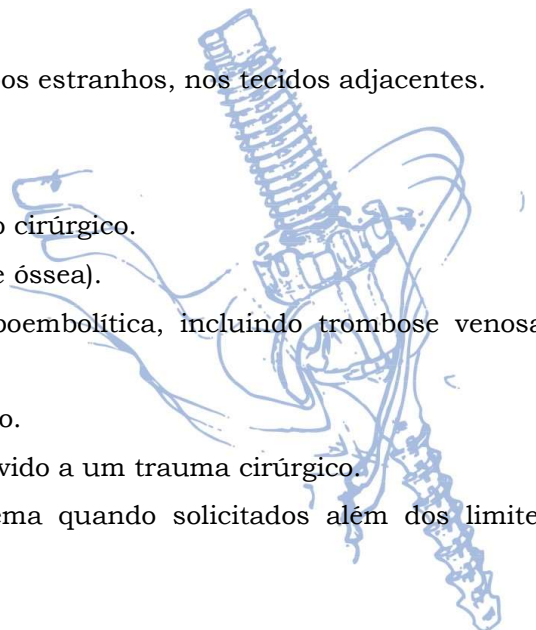 os estranhos, nos tecidos adjacentes.
o cirúrgico.
e óssea).
boembolítica, incluindo trombose venosa
o.
vido a um trauma cirúrgico.
ema quando solicitados além dos limite